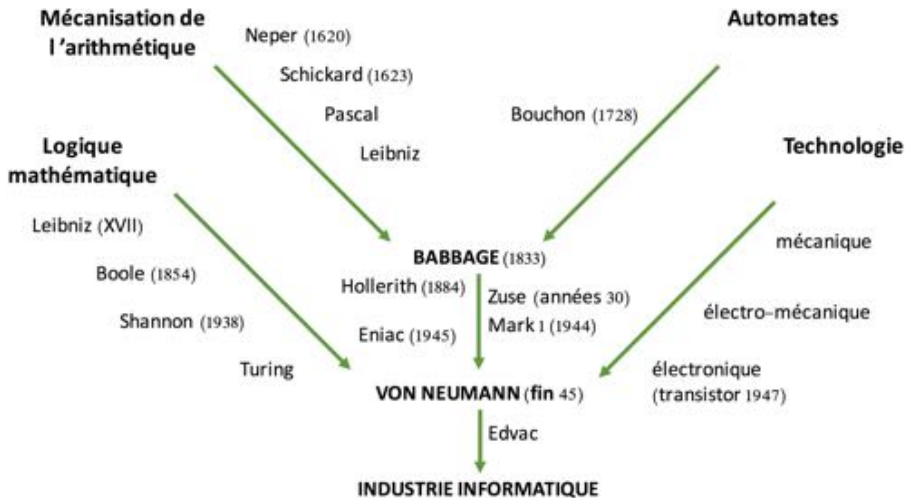 Mécanisation de
l 'arithmétique
Neper (1620)
Schickard (1623)
Pascal
Leibniz
Automates
Bouchon (1728)
Logique
mathématique
Leibniz (XVII)
Boole (1854)
Shannon (1938)
Turing
Technologie
mécanique
électro-mécanique
électronique
(transistor 1947)
BABBAGE (1833)
Hollerith (1884)
Zuse (années 30)
Mark 1 (1944)
Eniac (1945)
VON NEUMANN (fin 45)
Edvac
INDUSTRIE INFORMATIQUE